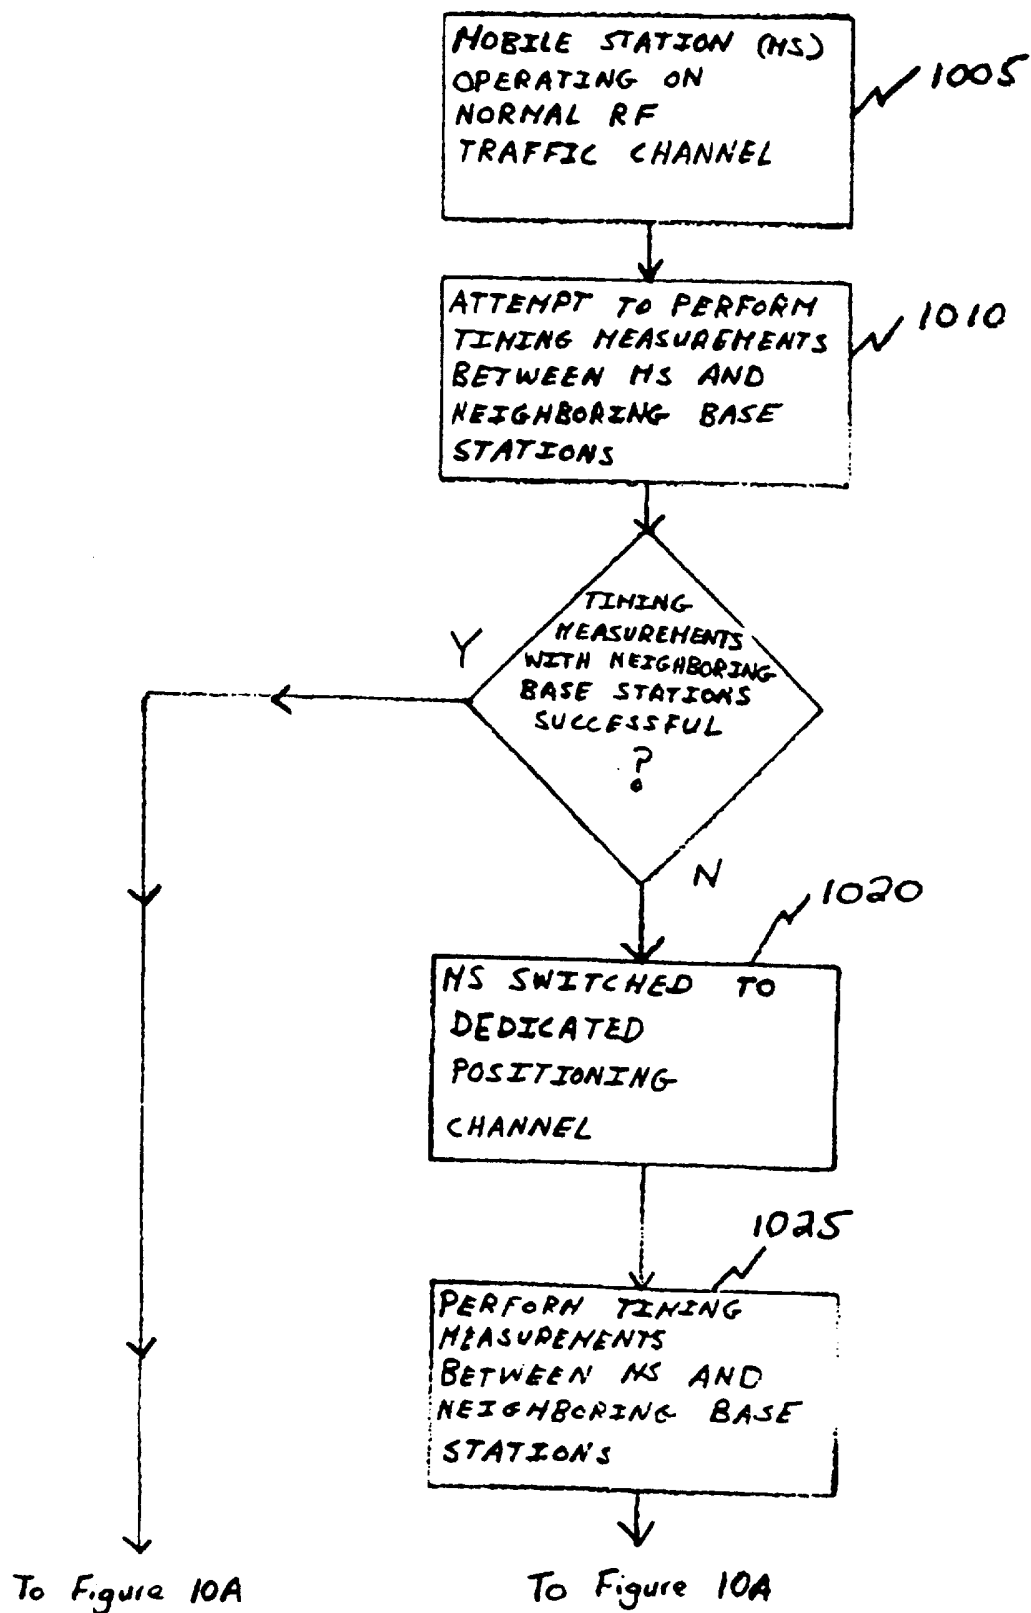 MOBILE STATION (MS)
OPERATING ON
NORMAL RF
TRAFFIC CHANNEL
1005
ATTEMPT TO PERFORM
TIMING MEASUREMENTS
BETWEEN MS AND
NEIGHBORING BASE
STATIONS
1010
TIMING
MEASUREMENTS
WITH NEIGHBORING
BASE STATIONS
SUCCESSFUL
?
Y
N
1020
MS SWITCHED TO
DEDICATED
POSITIONING
CHANNEL
1025
PERFORM TIMING
MEASUREMENTS
BETWEEN MS AND
NEIGHBORING BASE
STATIONS
To Figure 10A
To Figure 10A